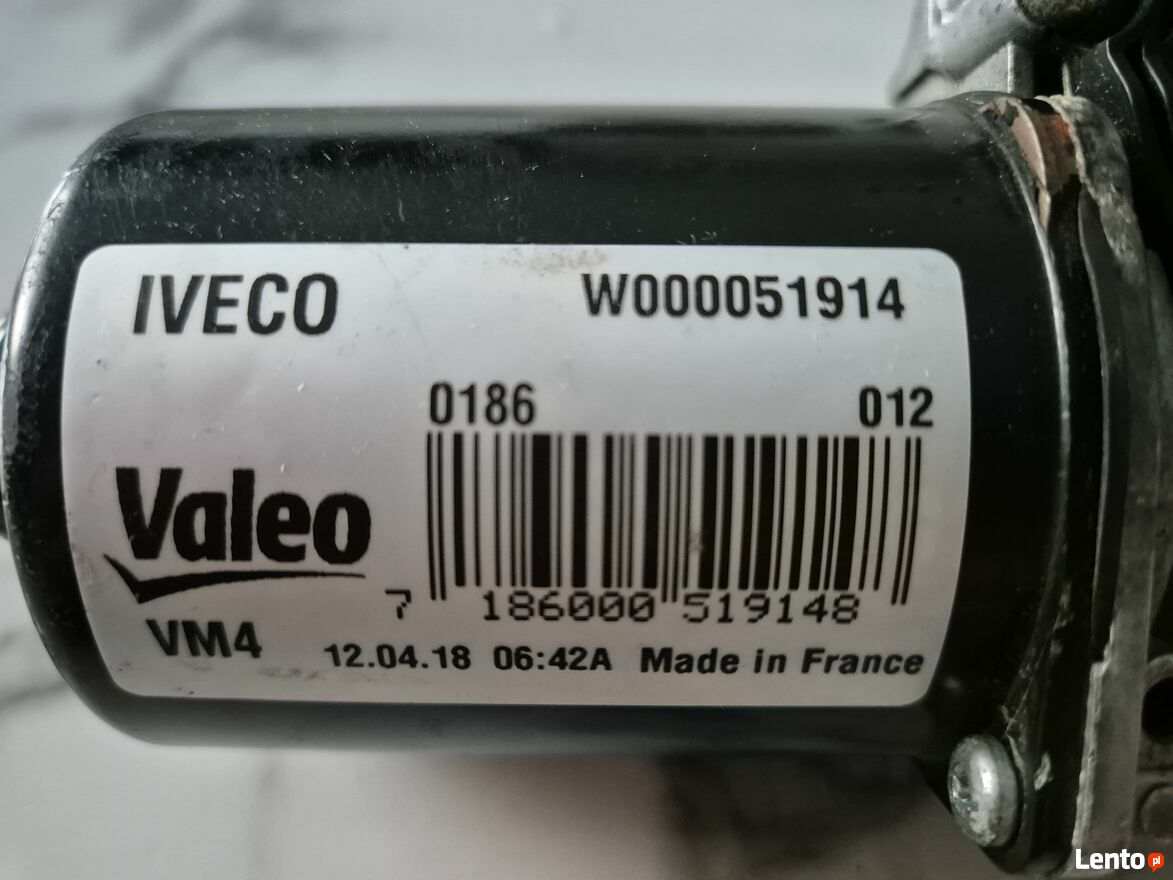 IVECO W000051914
0186 012
Valeo
7 186000 519148
VM4 12.04.18 06:42A Made in France
Lento pl